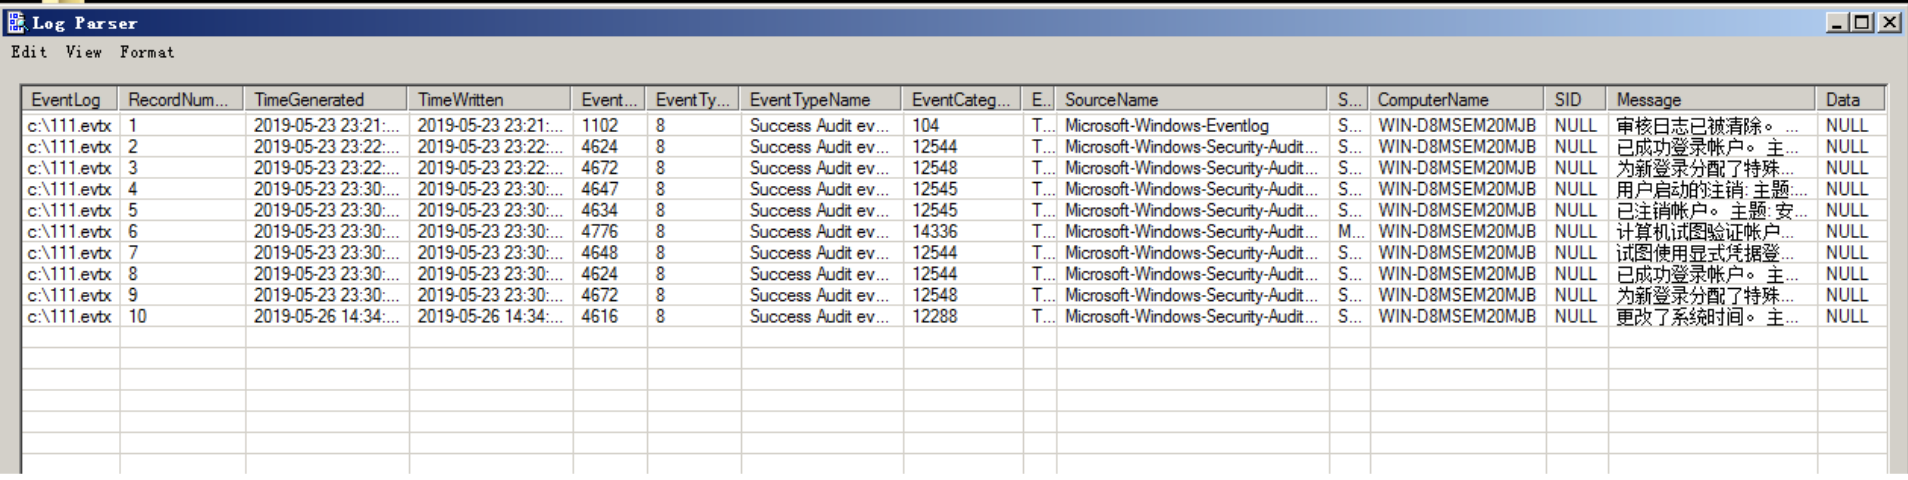 Log Parser
Edit View Format
EventLog RecordNum... TimeGenerated TimeWritten Event... EventTy... EventTypeName EventCateg... E... SourceName S... ComputerName SID Message Data
c:\111.evtx 1 2019-05-23 23:21:... 2019-05-23 23:21:... 1102 8 Success Audit ev... 104 T... Microsoft-Windows-Eventlog S... WIN-D8MSEM20MJB NULL 审核日志已被清除。 ... NULL
c:\111.evtx 2 2019-05-23 23:22:... 2019-05-23 23:22:... 4624 8 Success Audit ev... 12544 T... Microsoft-Windows-Security-Audit... S... WIN-D8MSEM20MJB NULL 已成功登录帐户。 主... NULL
c:\111.evtx 3 2019-05-23 23:22:... 2019-05-23 23:22:... 4672 8 Success Audit ev... 12548 T... Microsoft-Windows-Security-Audit... S... WIN-D8MSEM20MJB NULL 为新登录分配了特殊... NULL
c:\111.evtx 4 2019-05-23 23:30:... 2019-05-23 23:30:... 4647 8 Success Audit ev... 12545 T... Microsoft-Windows-Security-Audit... S... WIN-D8MSEM20MJB NULL 用户启动的注销: 主题:... NULL
c:\111.evtx 5 2019-05-23 23:30:... 2019-05-23 23:30:... 4634 8 Success Audit ev... 12545 T... Microsoft-Windows-Security-Audit... S... WIN-D8MSEM20MJB NULL 已注销帐户。 主题: 安... NULL
c:\111.evtx 6 2019-05-23 23:30:... 2019-05-23 23:30:... 4776 8 Success Audit ev... 14336 T... Microsoft-Windows-Security-Audit... M... WIN-D8MSEM20MJB NULL 计算机试图验证帐户... NULL
c:\111.evtx 7 2019-05-23 23:30:... 2019-05-23 23:30:... 4648 8 Success Audit ev... 12544 T... Microsoft-Windows-Security-Audit... S... WIN-D8MSEM20MJB NULL 试图使用显式凭据登... NULL
c:\111.evtx 8 2019-05-23 23:30:... 2019-05-23 23:30:... 4624 8 Success Audit ev... 12544 T... Microsoft-Windows-Security-Audit... S... WIN-D8MSEM20MJB NULL 已成功登录帐户。 主... NULL
c:\111.evtx 9 2019-05-23 23:30:... 2019-05-23 23:30:... 4672 8 Success Audit ev... 12548 T... Microsoft-Windows-Security-Audit... S... WIN-D8MSEM20MJB NULL 为新登录分配了特殊... NULL
c:\111.evtx 10 2019-05-26 14:34:... 2019-05-26 14:34:... 4616 8 Success Audit ev... 12288 T... Microsoft-Windows-Security-Audit... S... WIN-D8MSEM20MJB NULL 更改了系统时间。 主... NULL